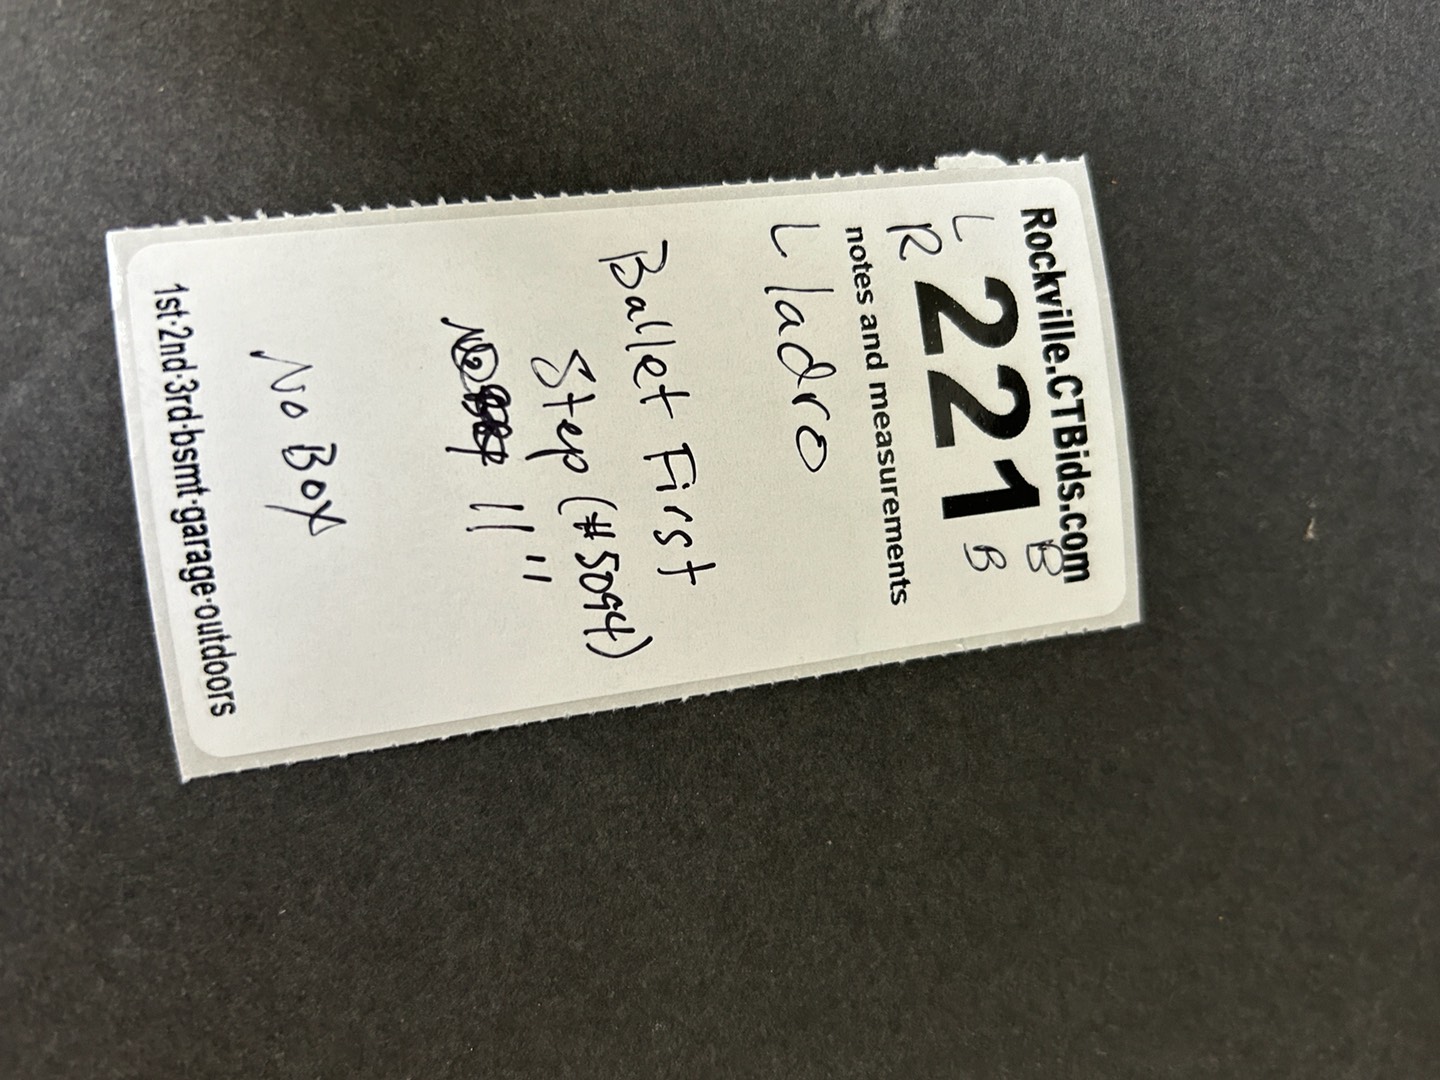 Rockville.CTBids.com
B
L
R
221
B
notes and measurements
Lladro
Ballet First
Step (#5094)
11"
No Box
1st·2nd·3rd·bsmt·garage·outdoors